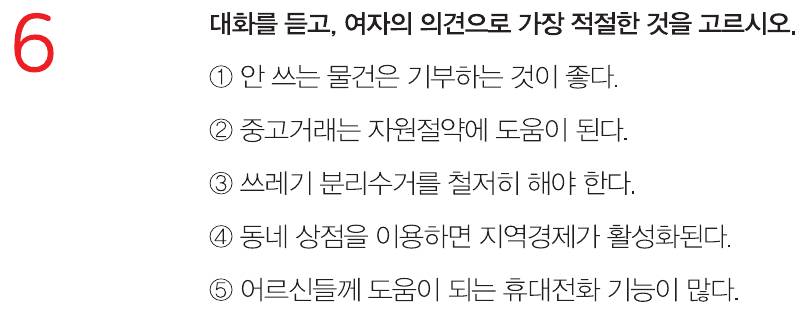 6
대화를 듣고, 여자의 의견으로 가장 적절한 것을 고르시오.
① 안 쓰는 물건은 기부하는 것이 좋다.
② 중고거래는 자원절약에 도움이 된다.
③ 쓰레기 분리수거를 철저히 해야 한다.
④ 동네 상점을 이용하면 지역경제가 활성화된다.
⑤ 어르신들께 도움이 되는 휴대전화 기능이 많다.